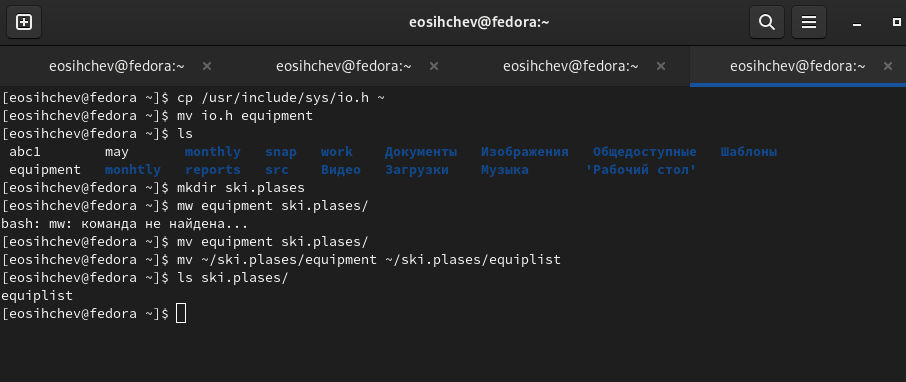 eosihchev@fedora:~
eosihchev@fedora:~ × eosihchev@fedora:~ × eosihchev@fedora:~ × eosihchev@fedora:~ ×
[eosihchev@fedora ~]$ cp /usr/include/sys/io.h ~
[eosihchev@fedora ~]$ mv io.h equipment
[eosihchev@fedora ~]$ ls
abc1 may monthly snap work Документы Изображения Общедоступные Шаблоны
equipment monhtly reports src Видео Загрузки Музыка 'Рабочий стол'
[eosihchev@fedora ~]$ mkdir ski.plases
[eosihchev@fedora ~]$ mw equipment ski.plases/
bash: mw: команда не найдена...
[eosihchev@fedora ~]$ mv equipment ski.plases/
[eosihchev@fedora ~]$ mv ~/ski.plases/equipment ~/ski.plases/equiplist
[eosihchev@fedora ~]$ ls ski.plases/
equiplist
[eosihchev@fedora ~]$